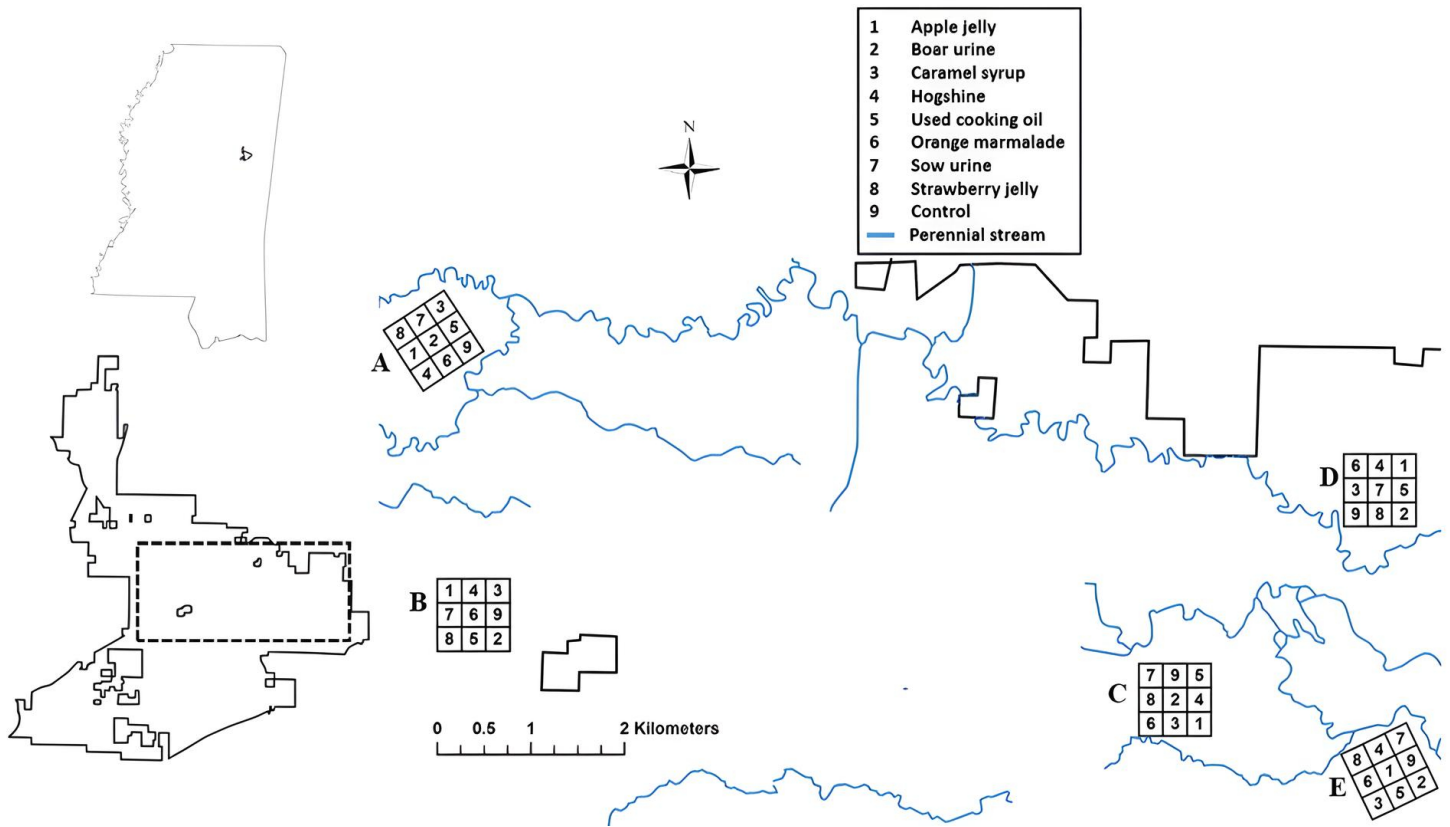 1 Apple jelly
2 Boar urine
3 Caramel syrup
4 Hogshine
5 Used cooking oil
6 Orange marmalade
7 Sow urine
8 Strawberry jelly
9 Control
Perennial stream
N
A
8 7 3
1 2 5
4 6 9
D
6 4 1
3 7 5
9 8 2
B
1 4 3
7 6 9
8 5 2
C
7 9 5
8 2 4
6 3 1
0 0.5 1 2 Kilometers
E
8 4 7
6 1 9
3 5 2